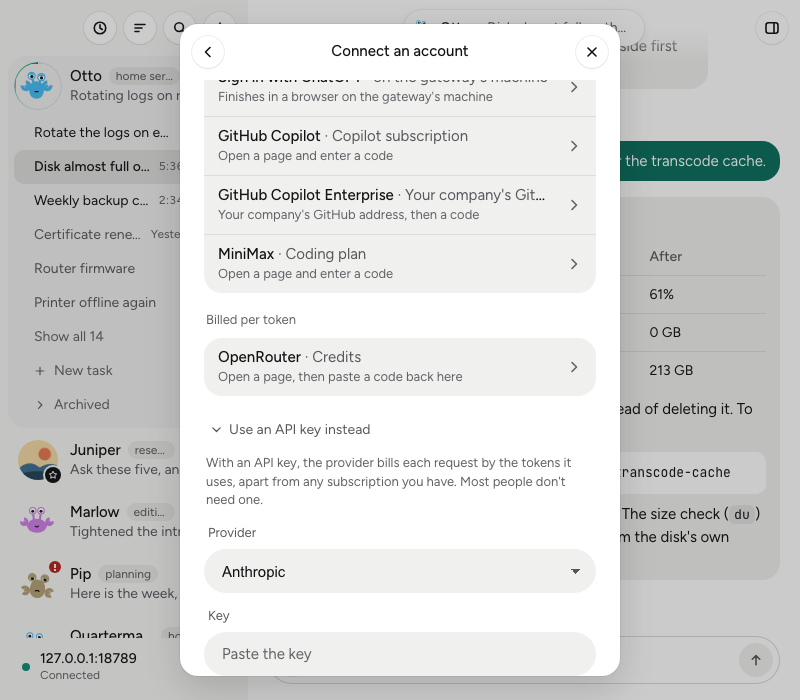 Connect an account
Finishes in a browser on the gateway's machine
GitHub Copilot · Copilot subscription
Open a page and enter a code
GitHub Copilot Enterprise · Your company's Git...
Your company's GitHub address, then a code
MiniMax · Coding plan
Open a page and enter a code
Billed per token
OpenRouter · Credits
Open a page, then paste a code back here
Use an API key instead
With an API key, the provider bills each request by the tokens it
uses, apart from any subscription you have. Most people don't
need one.
Provider
Anthropic
Key
Paste the key
Otto home ser...
Rotating logs on
Rotate the logs on e...
Disk almost full o... 5:36
Weekly backup c... 2:34
Certificate rene... Yeste
Router firmware
Printer offline again
Show all 14
+ New task
Archived
Juniper rese...
Ask these five, an
Marlow editi...
Tightened the intr
Pip planning
Here is the week,
127.0.0.1:18789
Connected
side first
the transcode cache.
After
61%
0 GB
213 GB
ead of deleting it. To
transcode-cache
The size check ( du )
m the disk's own